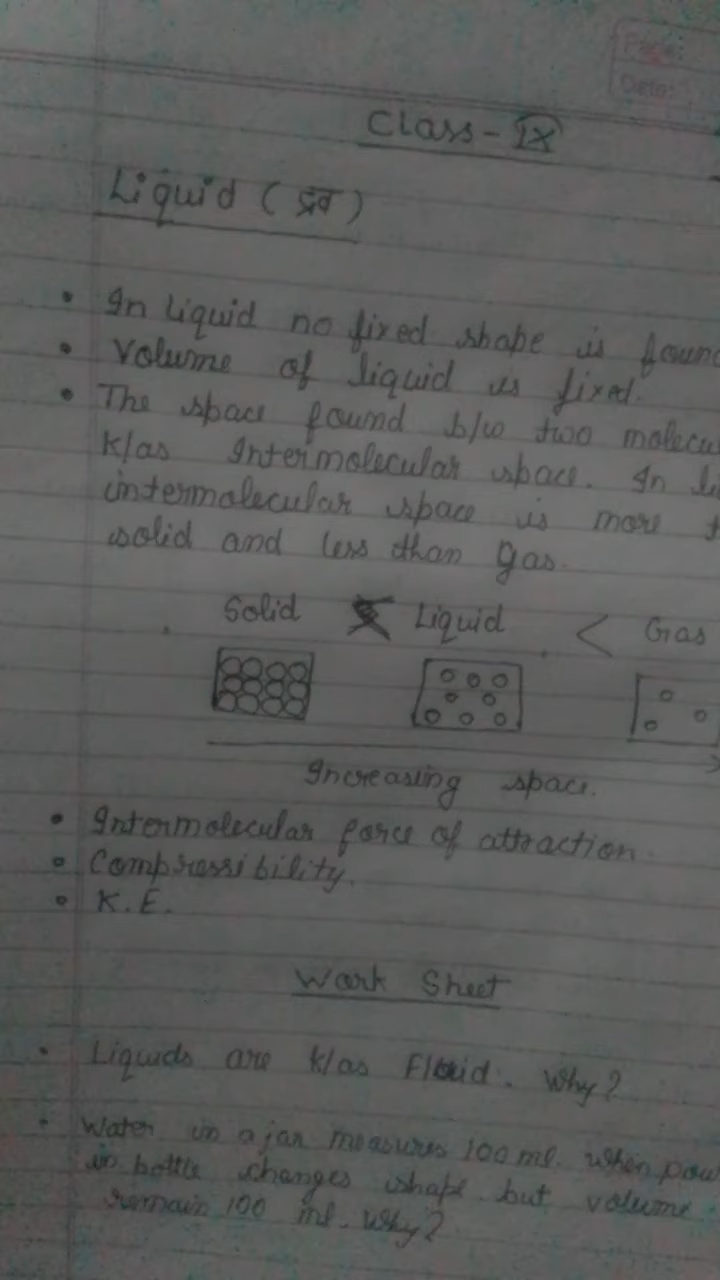 Page:
Date:
Class - IX
Liquid (द्रव)
• In liquid no fixed shape is foun
• Volume of liquid is fixed.
• The space found b/w two molecu
k/as Intermolecular space. In li
intermolecular space is more t
solid and less than gas.
Solid < Liquid < Gas
Increasing space.
• Intermolecular force of attraction
• Compressibility.
• K.E.
Work Sheet
• Liquids are k/as Fluid. Why?
• Water in a jar measures 100 ml. when pou
in bottle changes shape but volume
remain 100 ml. Why?